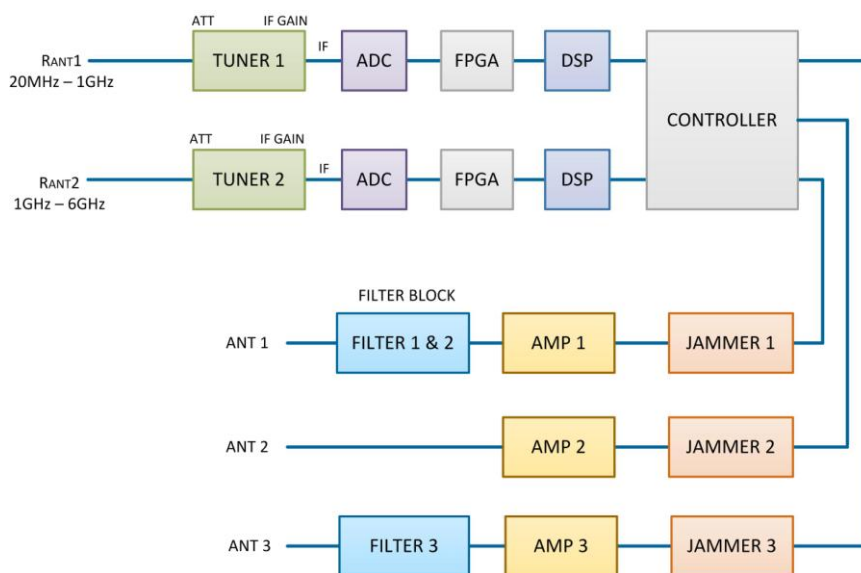 ATT IF GAIN
RANT1 TUNER 1 IF ADC FPGA DSP CONTROLLER
20MHz – 1GHz
ATT IF GAIN
RANT2 TUNER 2 IF ADC FPGA DSP
1GHz – 6GHz
FILTER BLOCK
ANT 1 FILTER 1 & 2 AMP 1 JAMMER 1
ANT 2 AMP 2 JAMMER 2
ANT 3 FILTER 3 AMP 3 JAMMER 3